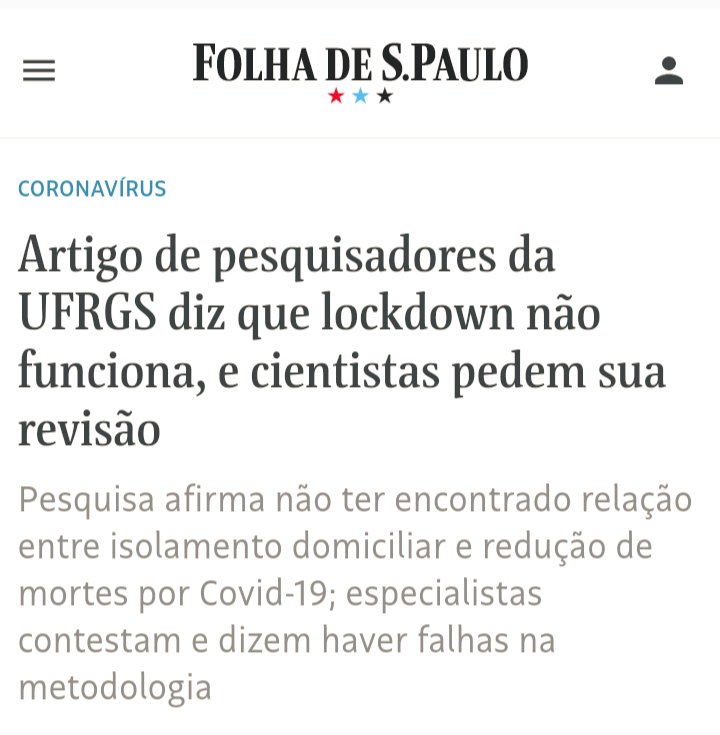 FOLHA DE S.PAULO
CORONAVÍRUS
Artigo de pesquisadores da
UFRGS diz que lockdown não
funciona, e cientistas pedem sua
revisão
Pesquisa afirma não ter encontrado relação
entre isolamento domiciliar e redução de
mortes por Covid-19; especialistas
contestam e dizem haver falhas na
metodologia